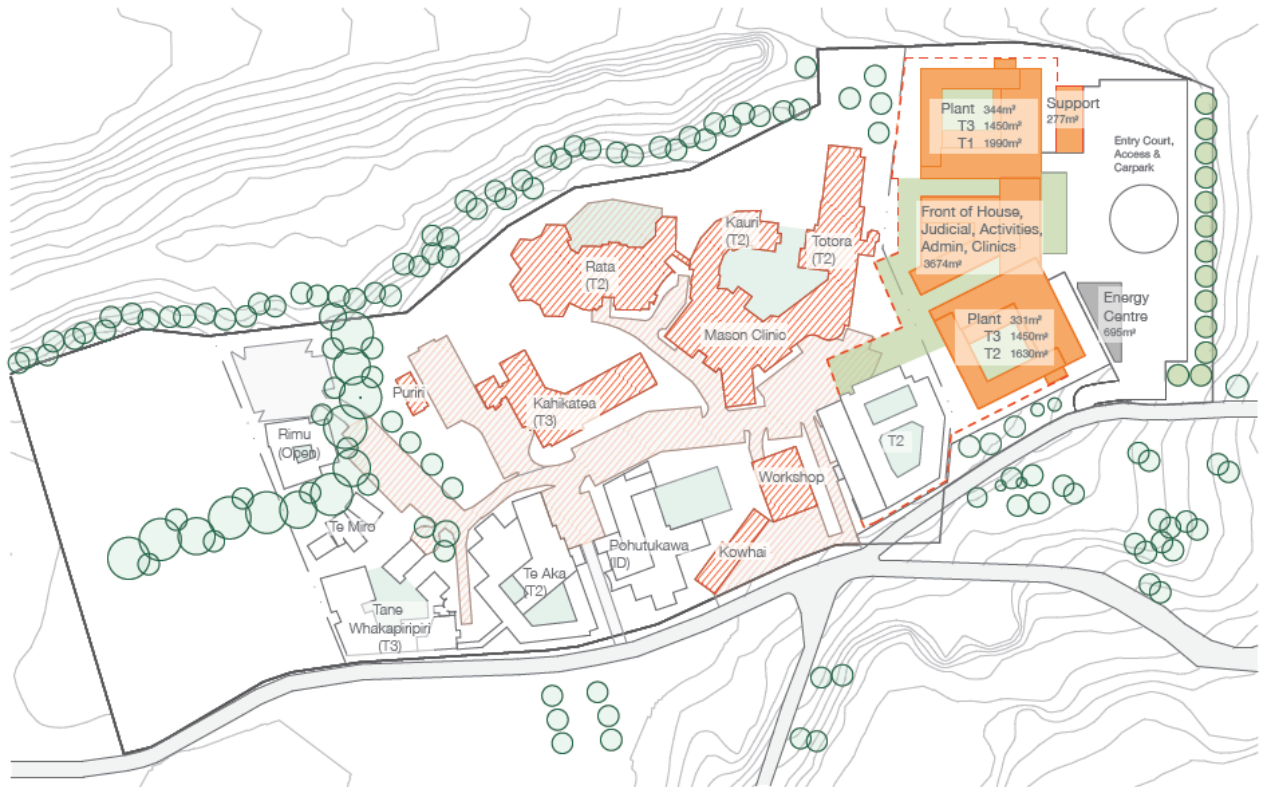 Plant 344m²
T3 1450m²
T1 1990m²
Support
277m²
Entry Court,
Access &
Carpark
Front of House,
Judicial, Activities,
Admin, Clinics
3674m²
Kauri
(T2)
Totora
(T2)
Rata
(T2)
Mason Clinic
Energy
Centre
695m²
Plant 331m²
T3 1450m²
T2 1630m²
Puriri
Kahikatea
(T3)
Rimu
(Open)
T2
Workshop
Te Miro
Pohutukawa
(ID)
Kowhai
Te Aka
(T2)
Tane
Whakapiripiri
(T3)